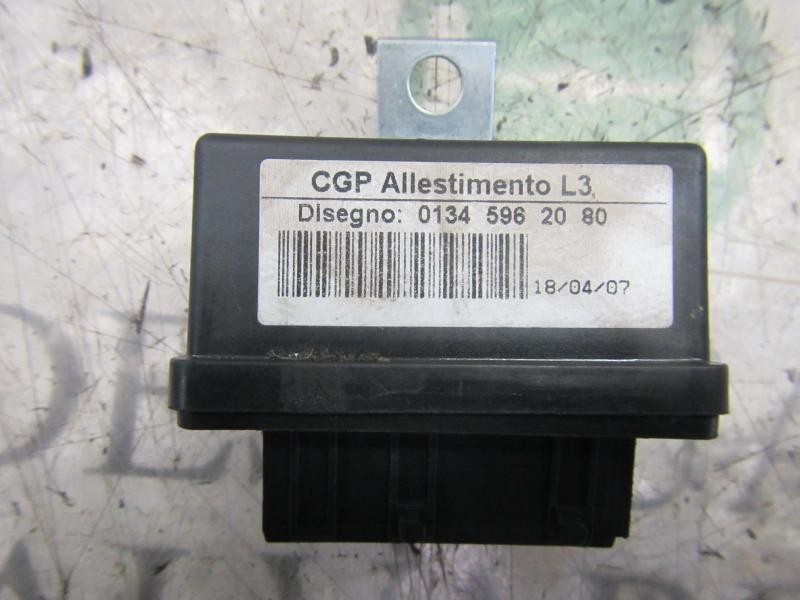 CGP Allestimento L3
Disegno: 0134 596 20 80
18/04/07